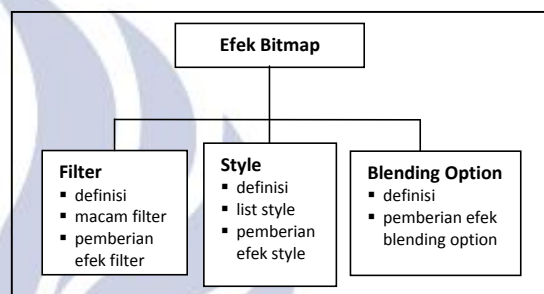 Efek Bitmap
Filter
▪ definisi
▪ macam filter
▪ pemberian
efek filter
Style
▪ definisi
▪ list style
▪ pemberian
efek style
Blending Option
▪ definisi
▪ pemberian efek
blending option